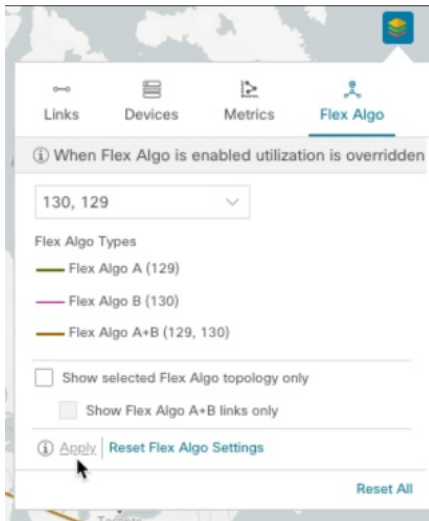 Links Devices Metrics Flex Algo
When Flex Algo is enabled utilization is overridden
130, 129
Flex Algo Types
Flex Algo A (129)
Flex Algo B (130)
Flex Algo A+B (129, 130)
Show selected Flex Algo topology only
Show Flex Algo A+B links only
Apply Reset Flex Algo Settings
Reset All